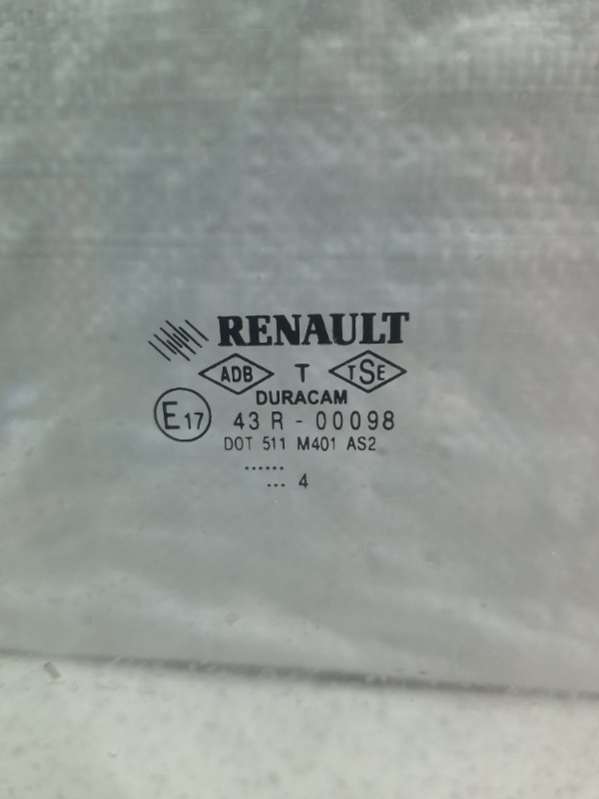 RENAULT
ADB T TSE
DURACAM
E17 43 R - 00098
DOT 511 M401 AS2
......
... 4